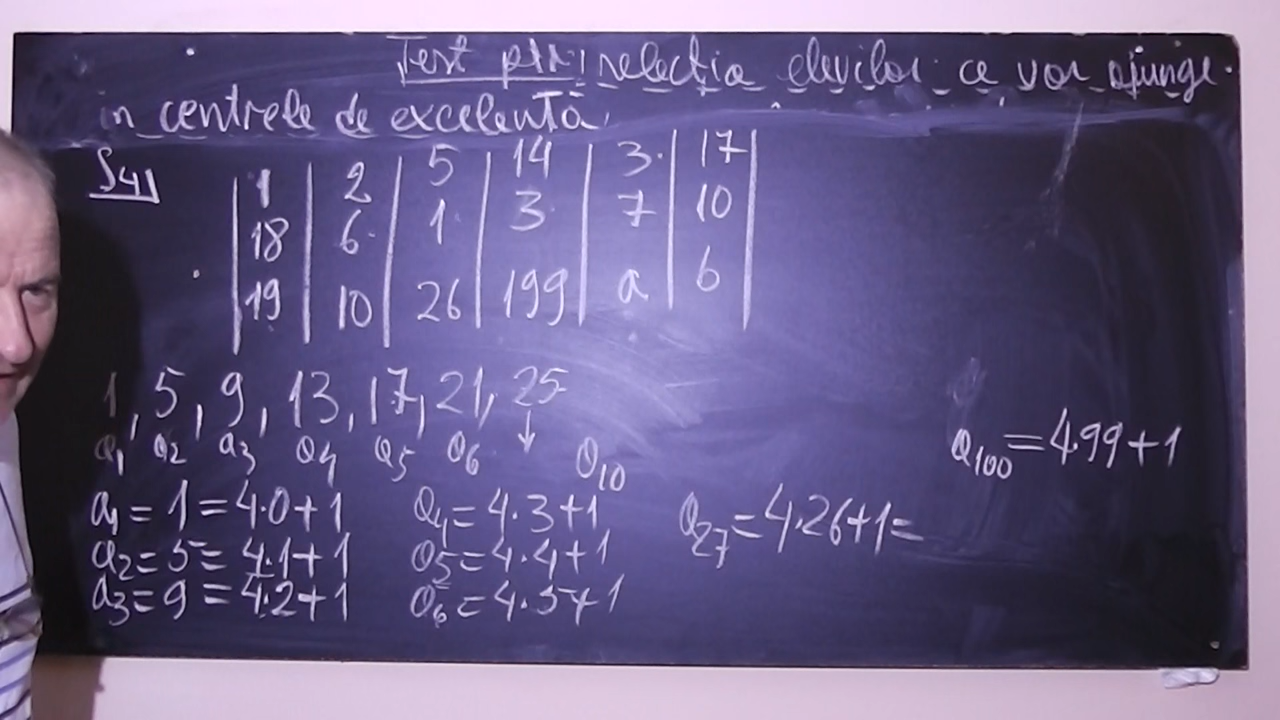 Test ptr. selecția elevilor ce vor ajunge
în centrele de excelență.
S4)
1 | 2 | 5 | 14 | 3 | 17
18 | 6 | 1 | 3 | 7 | 10
19 | 10 | 26 | 199 | a | 6
1, 5, 9, 13, 17, 21, 25
a₁ a₂ a₃ a₄ a₅ a₆ ↓ a₁₀
a₁ = 1 = 4·0+1
a₂ = 5 = 4·1+1
a₃ = 9 = 4·2+1
a₄ = 4·3+1
a₅ = 4·4+1
a₆ = 4·5+1
a₂₇ = 4·26+1=
a₁₀₀ = 4·99+1